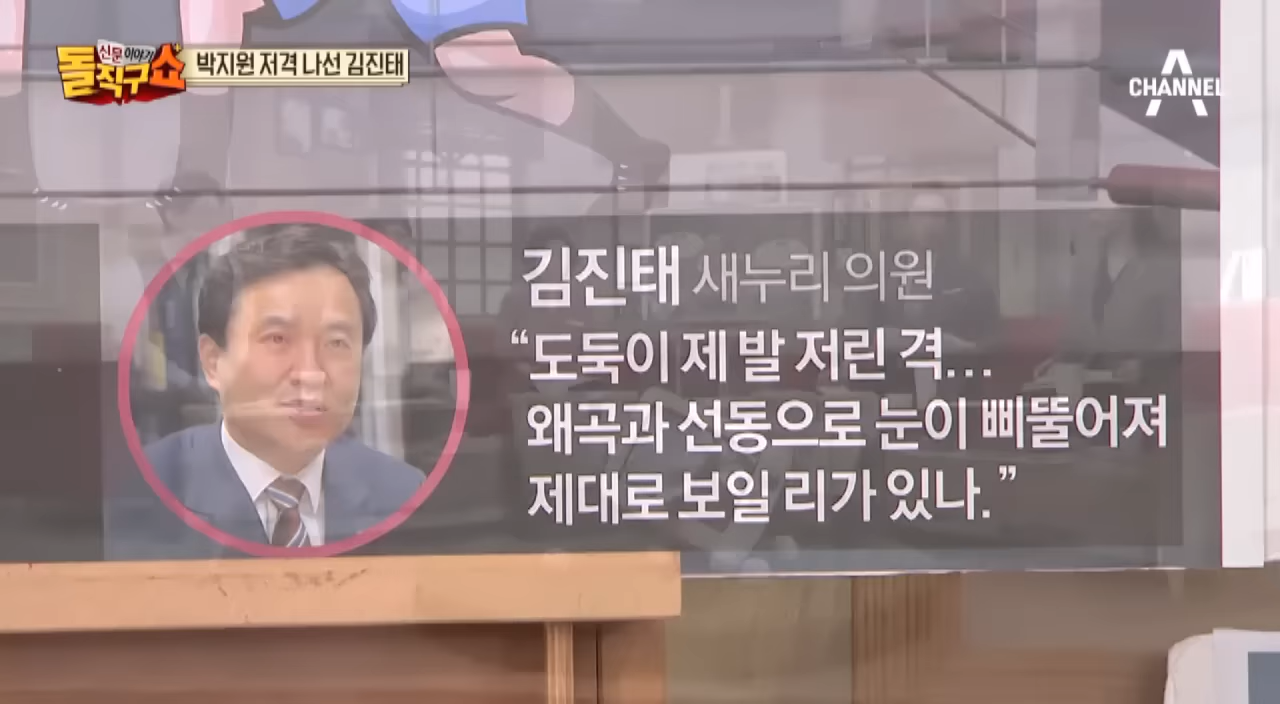 신문이야기
돌직구쇼
박지원 저격 나선 김진태
CHANNEL A
김진태 새누리 의원
“도둑이 제 발 저린 격...
왜곡과 선동으로 눈이 삐뚤어져
제대로 보일 리가 있나.”